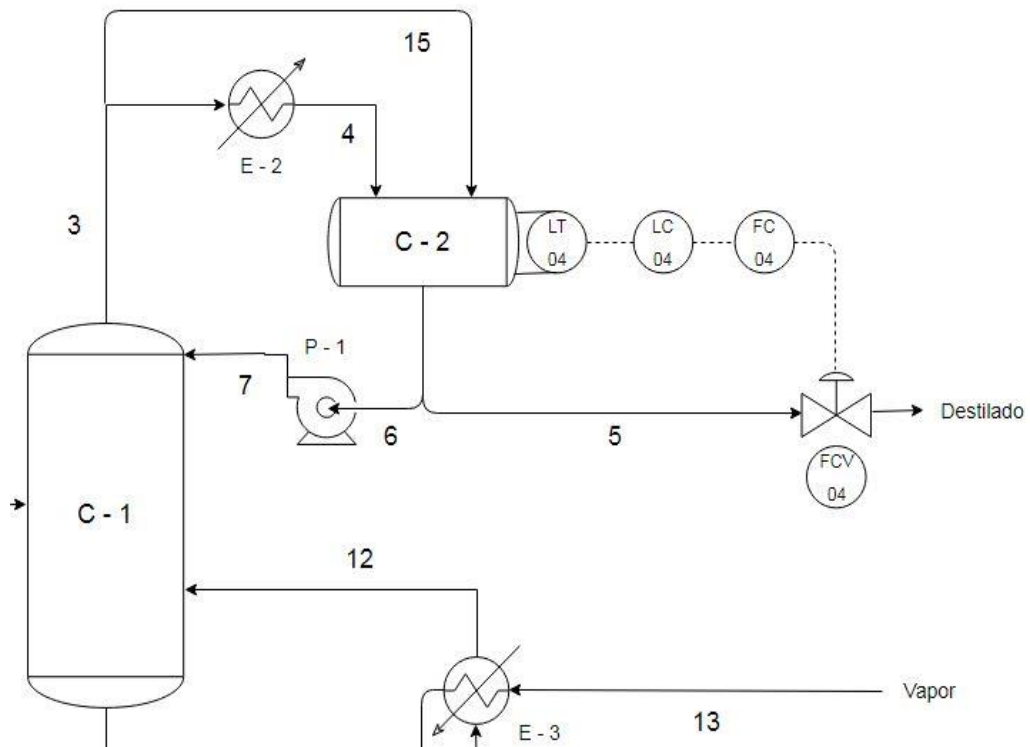 15
4
E - 2
3
C - 2
LT
04
LC
04
FC
04
P - 1
7
6
5
Destilado
FCV
04
C - 1
12
Vapor
13
E - 3